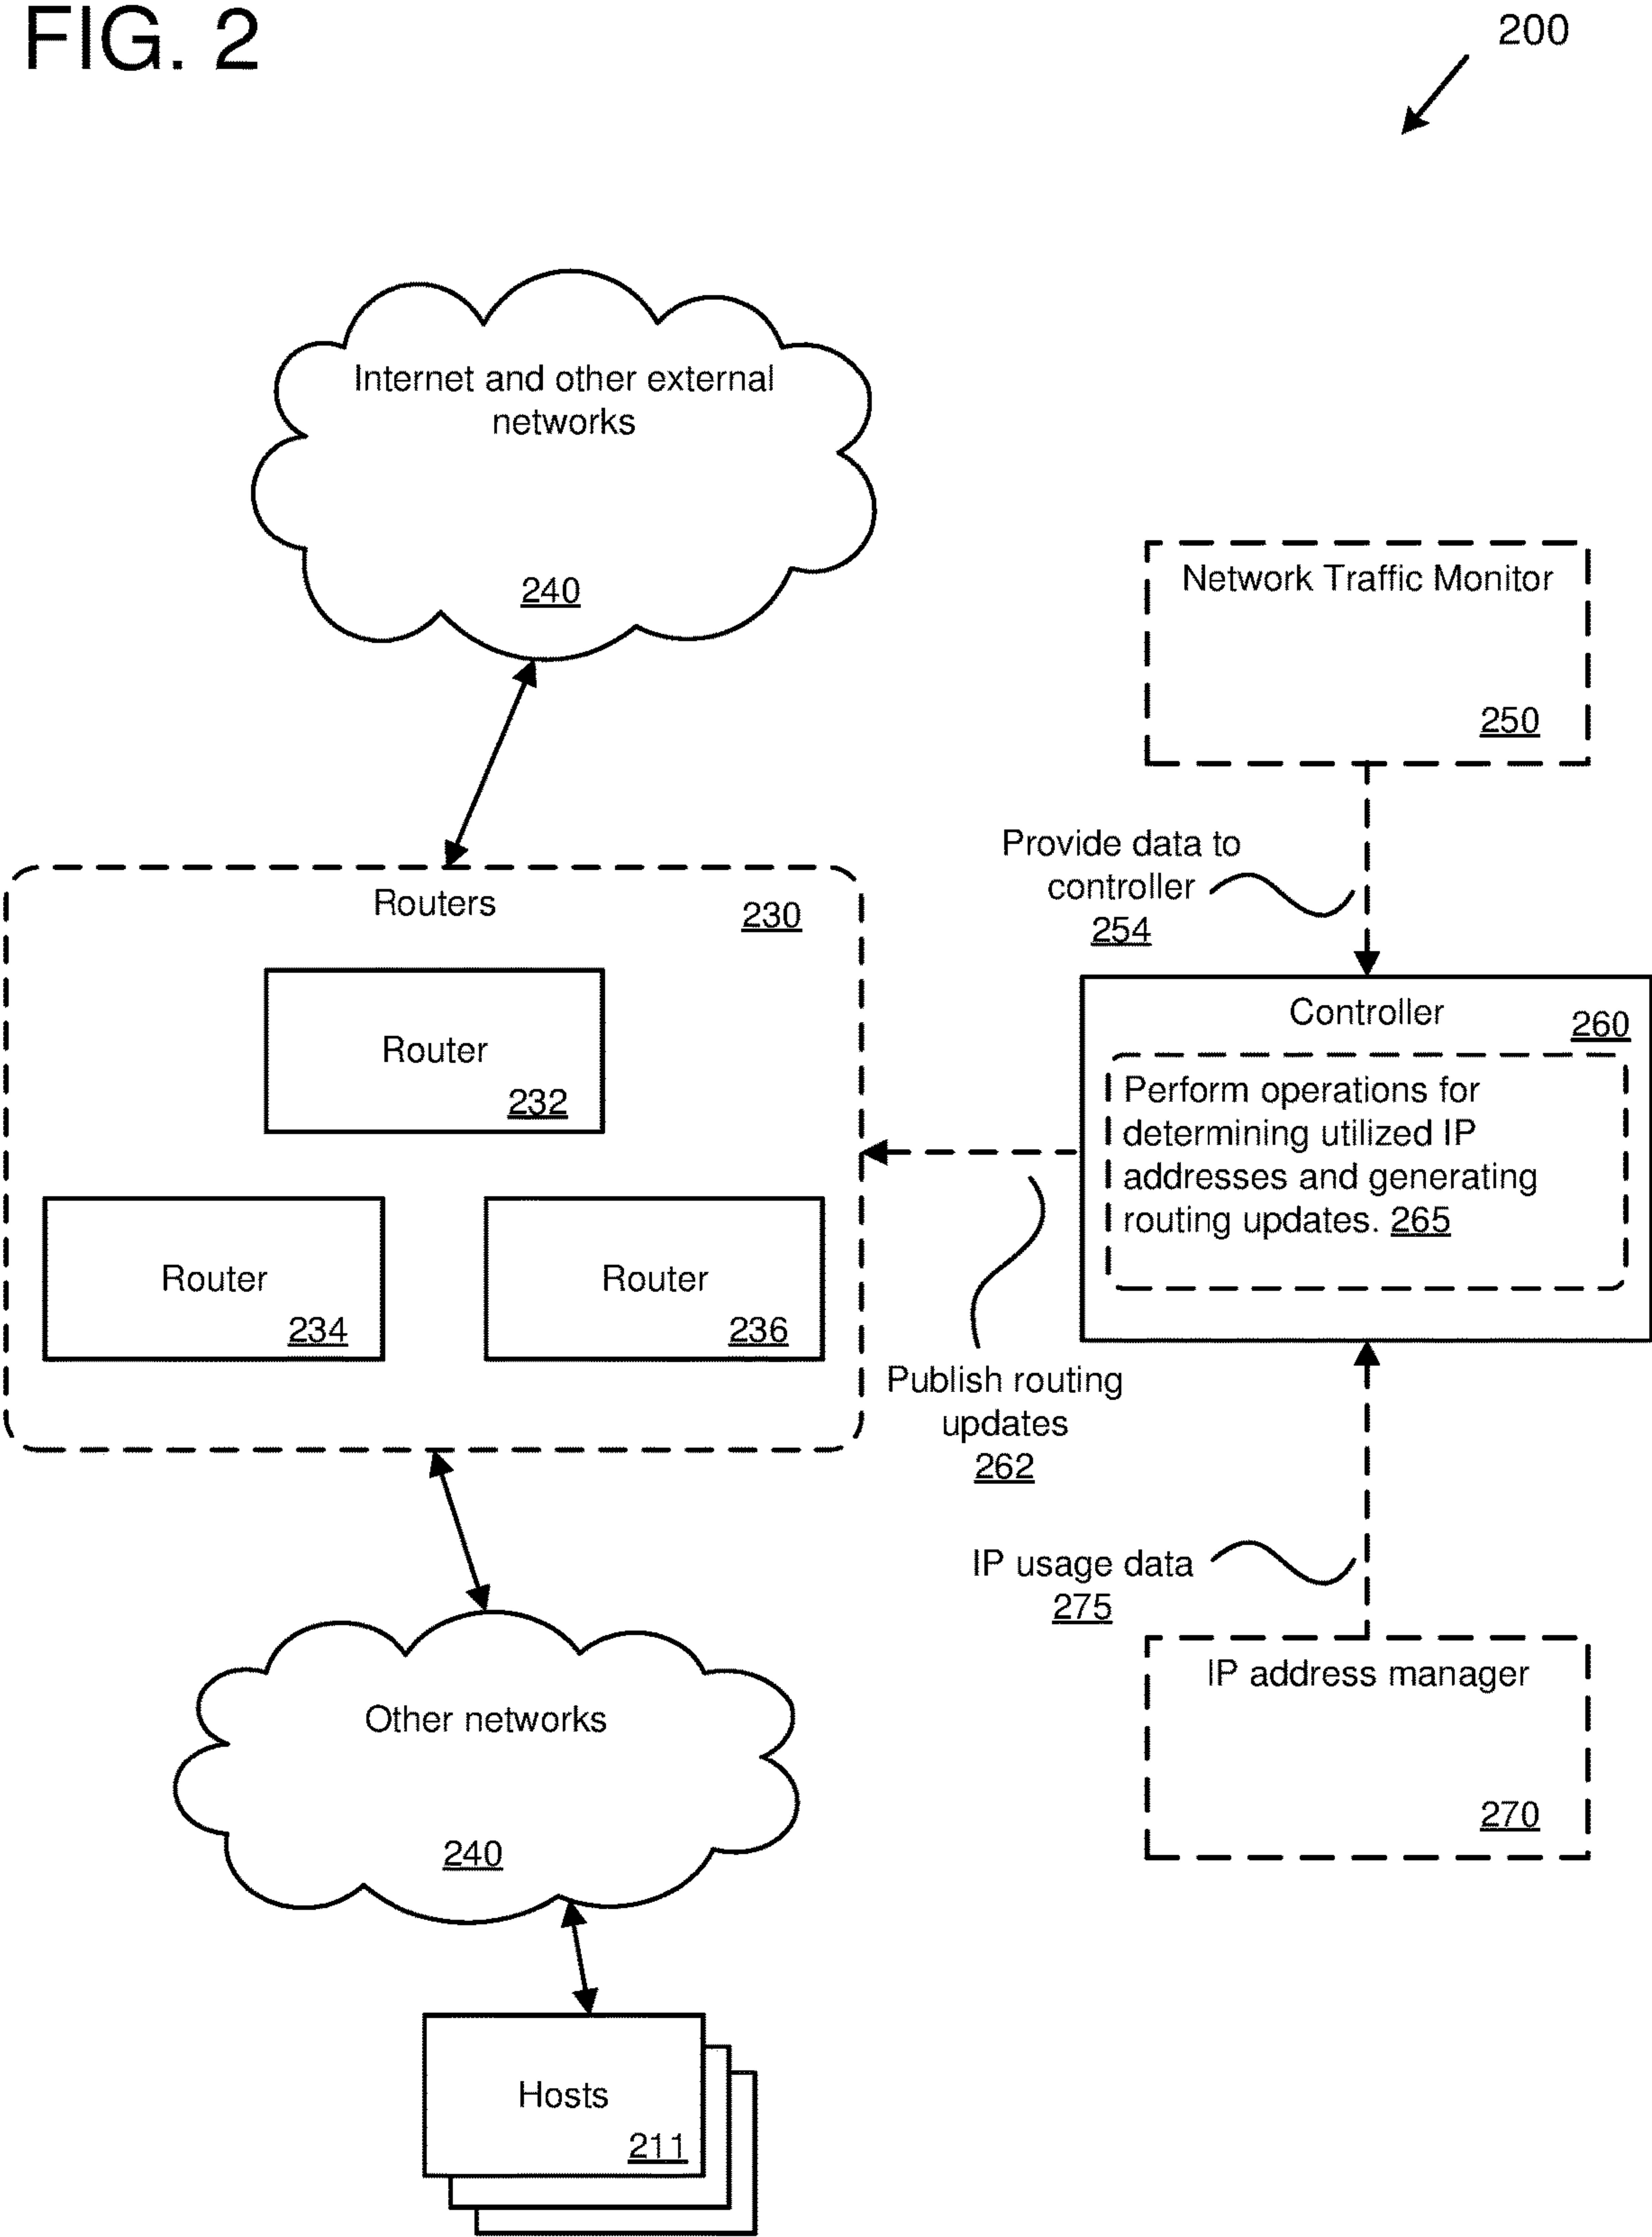 FIG. 2
200
Internet and other external
networks
240
Network Traffic Monitor
250
Provide data to
controller
254
Routers
230
Router
232
Router
234
Router
236
Controller
260
Perform operations for
determining utilized IP
addresses and generating
routing updates. 265
Publish routing
updates
262
IP usage data
275
IP address manager
270
Other networks
240
Hosts
211